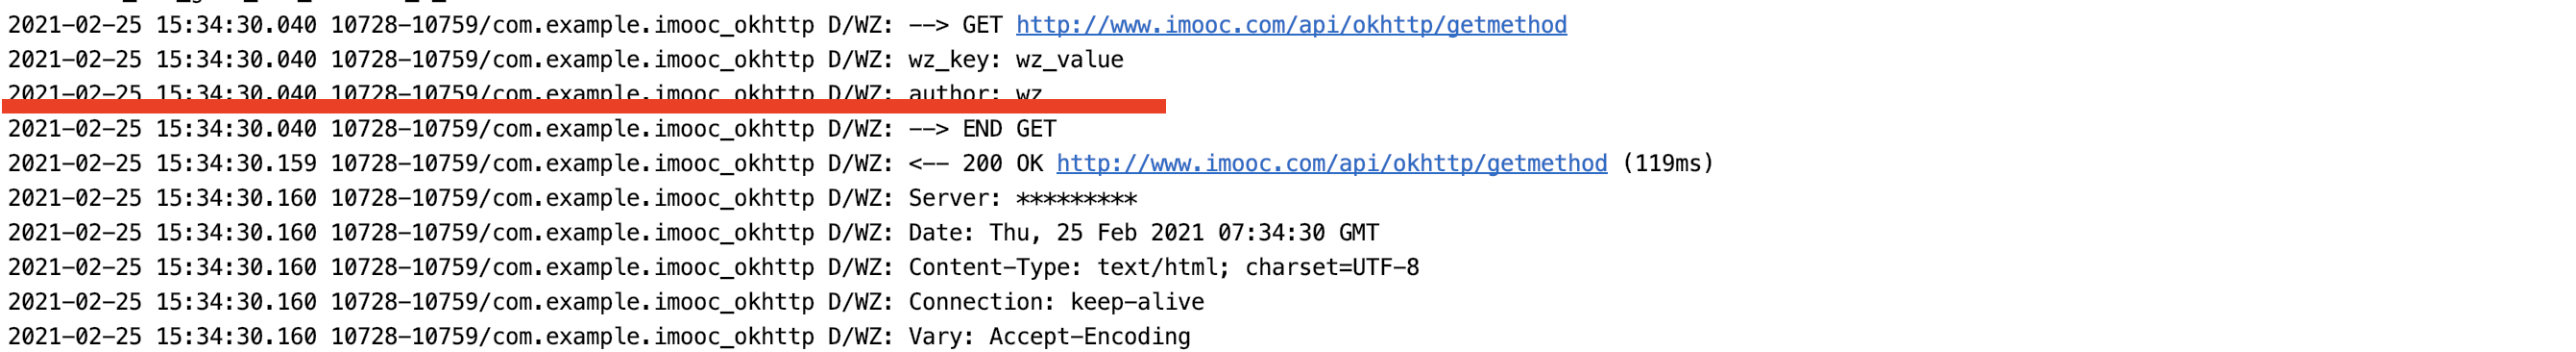 2021-02-25 15:34:30.040 10728-10759/com.example.imooc_okhttp D/WZ: --> GET http://www.imooc.com/api/okhttp/getmethod
2021-02-25 15:34:30.040 10728-10759/com.example.imooc_okhttp D/WZ: wz_key: wz_value
2021-02-25 15:34:30.040 10728-10759/com.example.imooc_okhttp D/WZ: author: wz
2021-02-25 15:34:30.040 10728-10759/com.example.imooc_okhttp D/WZ: --> END GET
2021-02-25 15:34:30.159 10728-10759/com.example.imooc_okhttp D/WZ: <-- 200 OK http://www.imooc.com/api/okhttp/getmethod (119ms)
2021-02-25 15:34:30.160 10728-10759/com.example.imooc_okhttp D/WZ: Server: *********
2021-02-25 15:34:30.160 10728-10759/com.example.imooc_okhttp D/WZ: Date: Thu, 25 Feb 2021 07:34:30 GMT
2021-02-25 15:34:30.160 10728-10759/com.example.imooc_okhttp D/WZ: Content-Type: text/html; charset=UTF-8
2021-02-25 15:34:30.160 10728-10759/com.example.imooc_okhttp D/WZ: Connection: keep-alive
2021-02-25 15:34:30.160 10728-10759/com.example.imooc_okhttp D/WZ: Vary: Accept-Encoding